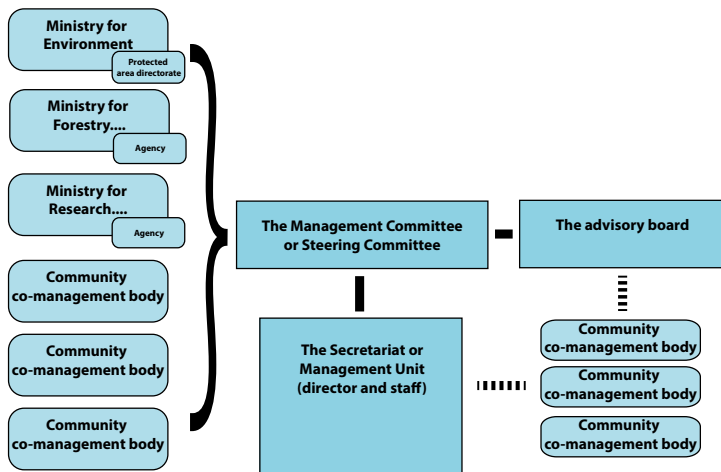 Ministry for
Environment
Protected
area directorate
Ministry for
Forestry....
Agency
Ministry for
Research....
Agency
Community
co-management body
Community
co-management body
Community
co-management body
The Management Committee
or Steering Committee
The advisory board
The Secretariat or
Management Unit
(director and staff)
Community
co-management body
Community
co-management body
Community
co-management body